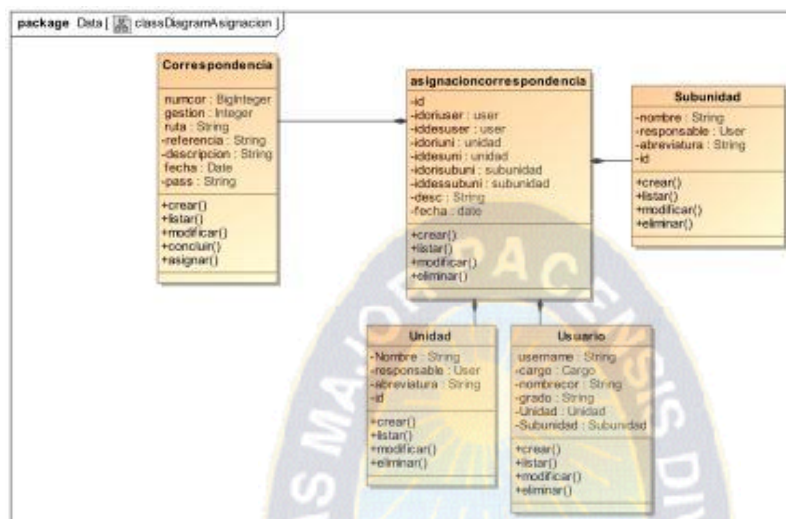 package Data [ classDiagramAsignacion ]
Correspondencia
numcor : BigInteger
gestion : Integer
ruta : String
-referencia : String
-descripcion : String
fecha : Date
-pass : String
+crear()
+listar()
+modificar()
+concluir()
+asignar()
asignacioncorrespondencia
-id
-idoriuser : user
-iddesuser : user
-idoriuni : unidad
-iddesuni : unidad
-idorisubuni : subunidad
-iddessubuni : subunidad
-desc : String
-fecha : date
+crear()
+listar()
+modificar()
+eliminar()
Subunidad
-nombre : String
-responsable : User
-abreviatura : String
-id
+crear()
+listar()
+modificar()
+eliminar()
Unidad
-Nombre : String
-responsable : User
-abreviatura : String
-id
+crear()
+listar()
+modificar()
+eliminar()
Usuario
username : String
-cargo : Cargo
-nombrecor : String
-grado : String
-Unidad : Unidad
-Subunidad : Subunidad
+crear()
+listar()
+modificar()
+eliminar()
AS MAJOR PACENSIS DIV